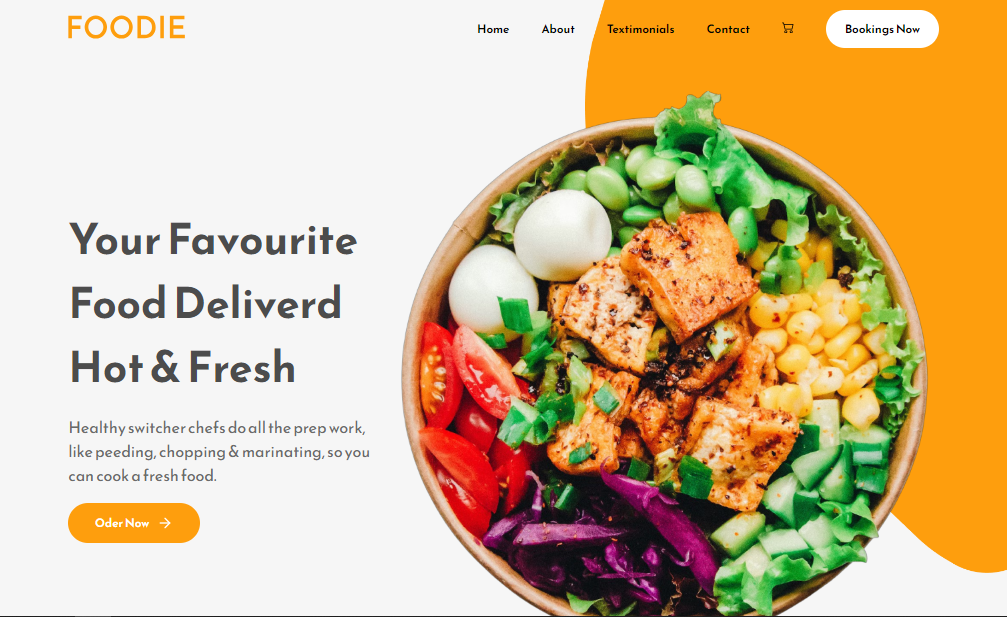 FOODIE
Home About Textimonials Contact Bookings Now
Your Favourite
Food Deliverd
Hot & Fresh
Healthy switcher chefs do all the prep work,
like peeding, chopping & marinating, so you
can cook a fresh food.
Oder Now